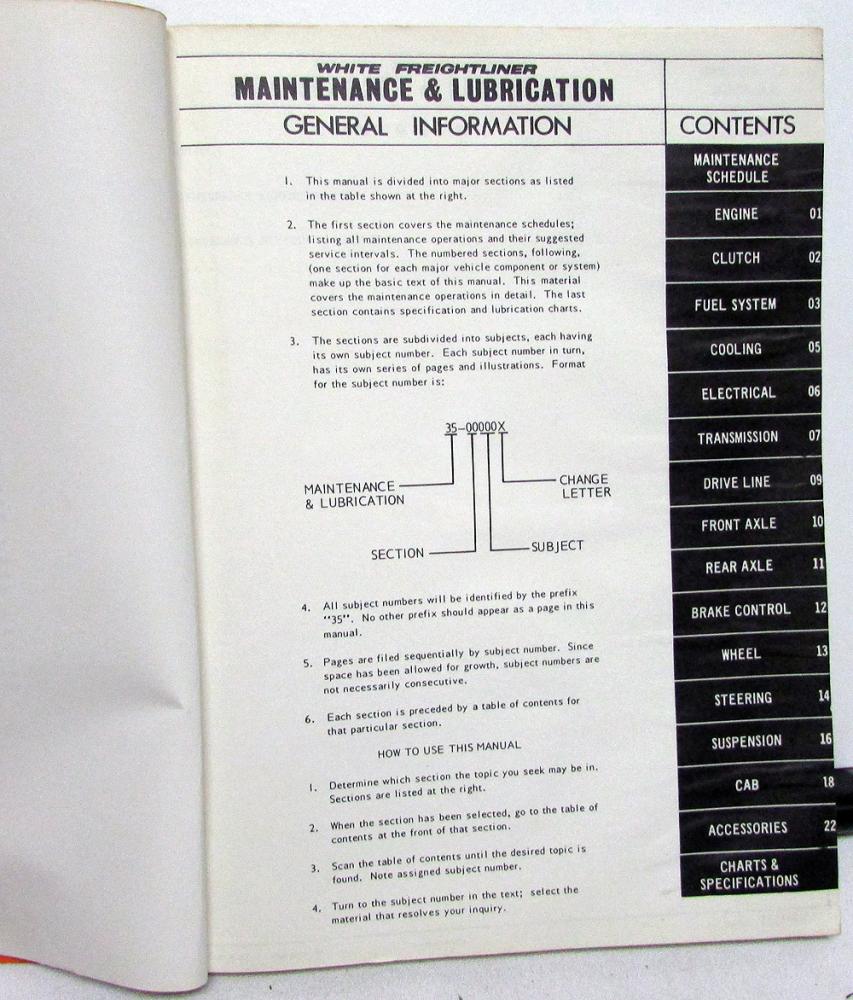 WHITE FREIGHTLINER
MAINTENANCE & LUBRICATION
GENERAL INFORMATION
1. This manual is divided into major sections as listed
in the table shown at the right.
2. The first section covers the maintenance schedules;
listing all maintenance operations and their suggested
service intervals. The numbered sections, following,
(one section for each major vehicle component or system)
make up the basic text of this manual. This material
covers the maintenance operations in detail. The last
section contains specification and lubrication charts.
3. The sections are subdivided into subjects, each having
its own subject number. Each subject number in turn,
has its own series of pages and illustrations. Format
for the subject number is:
35-00000X
MAINTENANCE
& LUBRICATION
CHANGE
LETTER
SECTION
SUBJECT
4. All subject numbers will be identified by the prefix
"35". No other prefix should appear as a page in this
manual.
5. Pages are filed sequentially by subject number. Since
space has been allowed for growth, subject numbers are
not necessarily consecutive.
6. Each section is preceded by a table of contents for
that particular section.
HOW TO USE THIS MANUAL
1. Determine which section the topic you seek may be in.
Sections are listed at the right.
2. When the section has been selected, go to the table of
contents at the front of that section.
3. Scan the table of contents until the desired topic is
found. Note assigned subject number.
4. Turn to the subject number in the text; select the
material that resolves your inquiry.
CONTENTS
MAINTENANCE
SCHEDULE
ENGINE 01
CLUTCH 02
FUEL SYSTEM 03
COOLING 05
ELECTRICAL 06
TRANSMISSION 07
DRIVE LINE 09
FRONT AXLE 10
REAR AXLE 11
BRAKE CONTROL 12
WHEEL 13
STEERING 14
SUSPENSION 16
CAB 18
ACCESSORIES 22
CHARTS &
SPECIFICATIONS